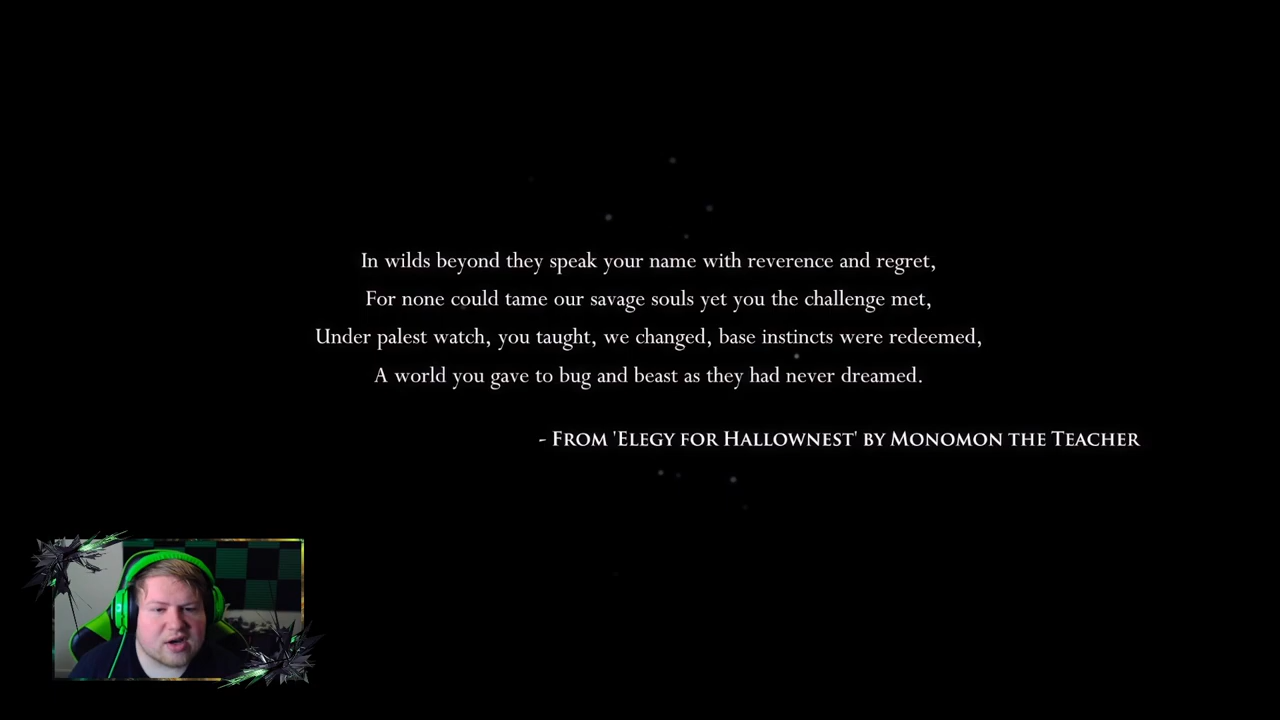 In wilds beyond they speak your name with reverence and regret,
For none could tame our savage souls yet you the challenge met,
Under palest watch, you taught, we changed, base instincts were redeemed,
A world you gave to bug and beast as they had never dreamed.
- From 'Elegy for Hallownest' by Monomon the Teacher